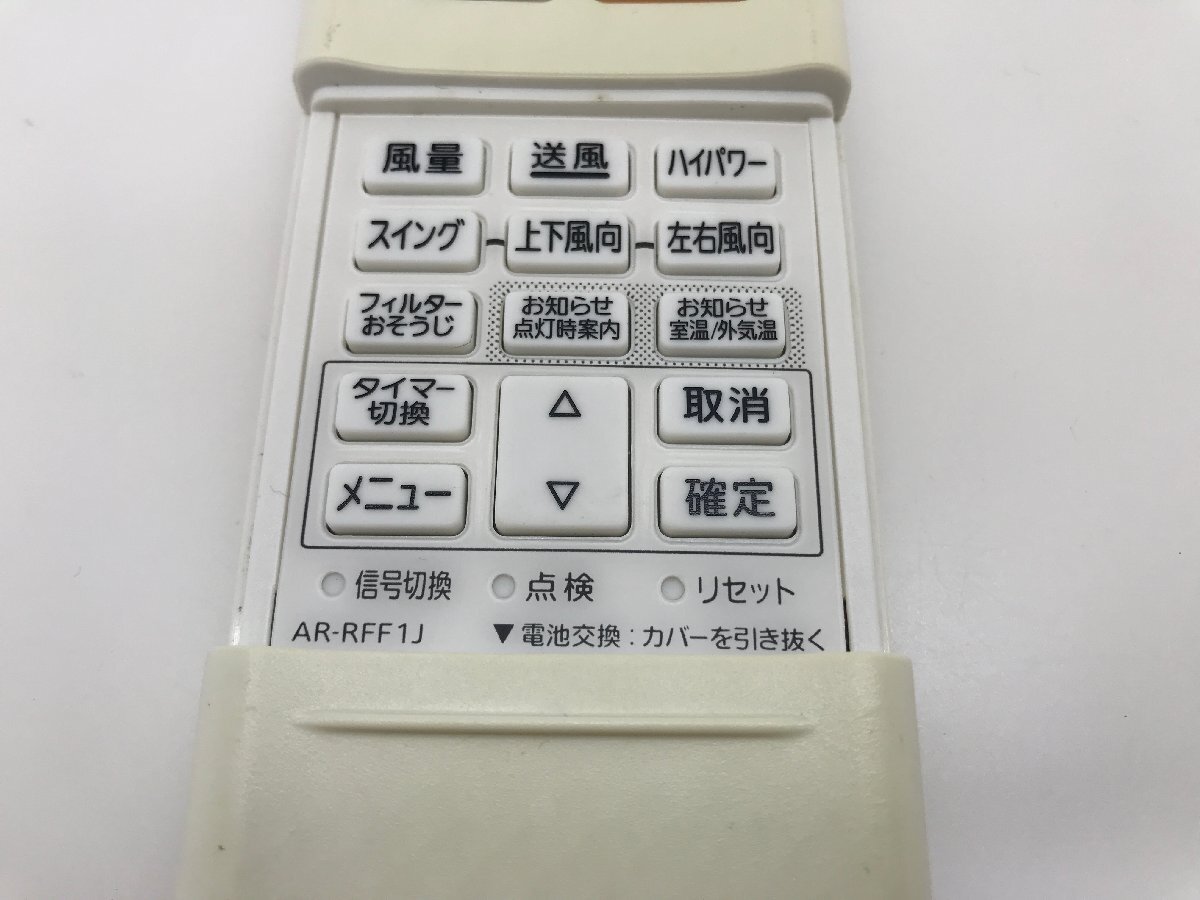 風量 送風 ハイパワー
スイング 上下風向 左右風向
フィルター
おそうじ
お知らせ
点灯時案内
お知らせ
室温/外気温
タイマー
切換
△
取消
メニュー
▽
確定
信号切換 点検 リセット
AR-RFF1J ▼電池交換:カバーを引き抜く